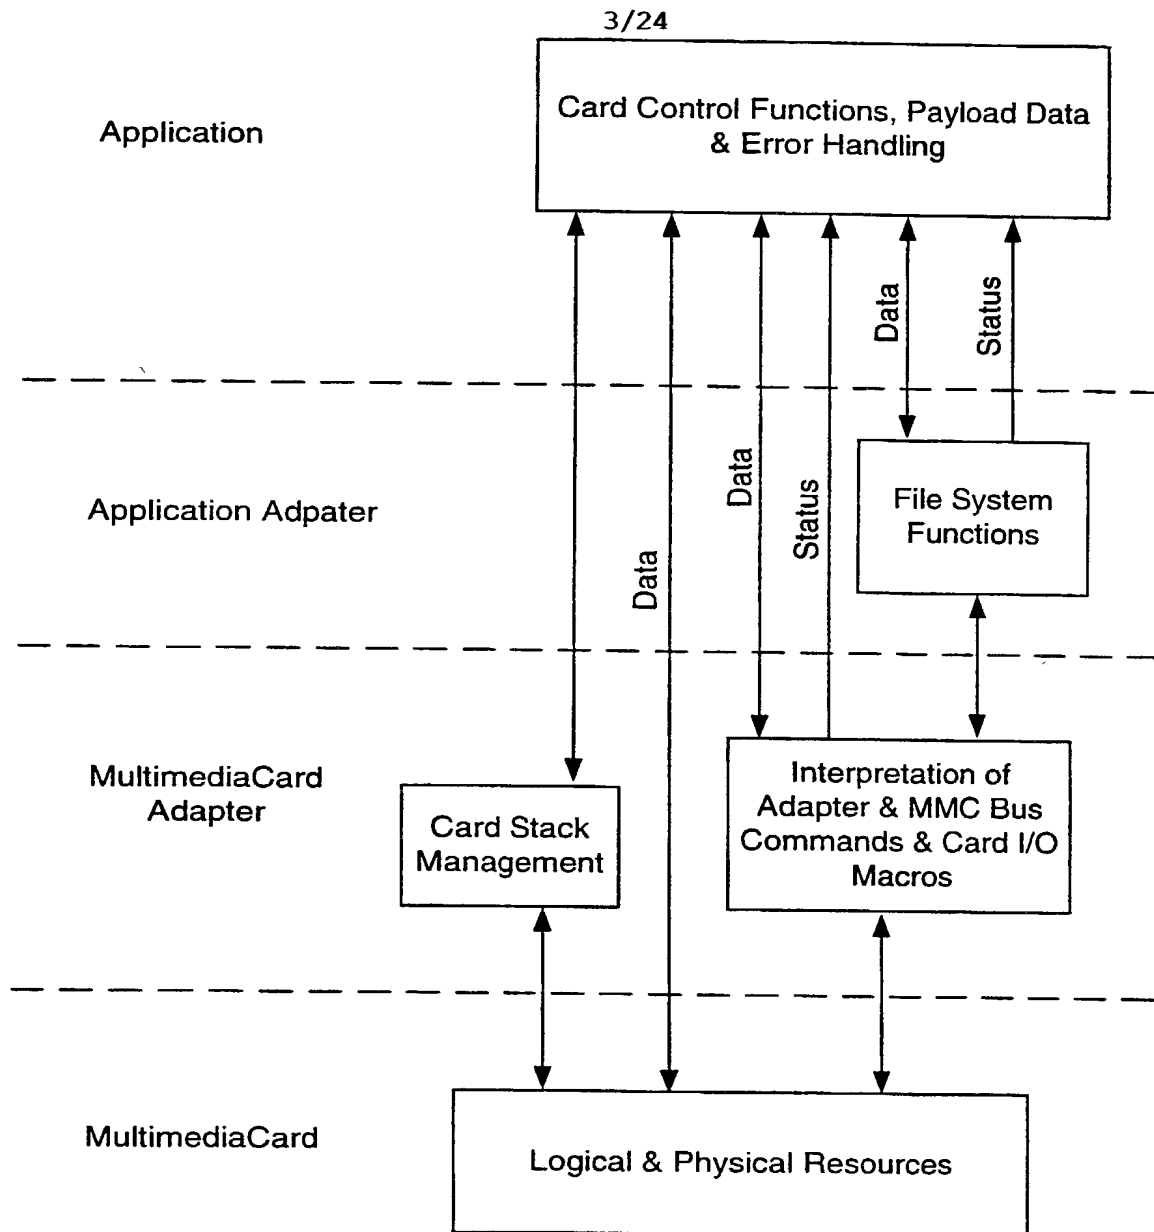 3/24
Application
Card Control Functions, Payload Data
& Error Handling
Data
Status
Application Adpater
File System
Functions
Data
Status
Data
MultimediaCard
Adapter
Card Stack
Management
Interpretation of
Adapter & MMC Bus
Commands & Card I/O
Macros
MultimediaCard
Logical & Physical Resources